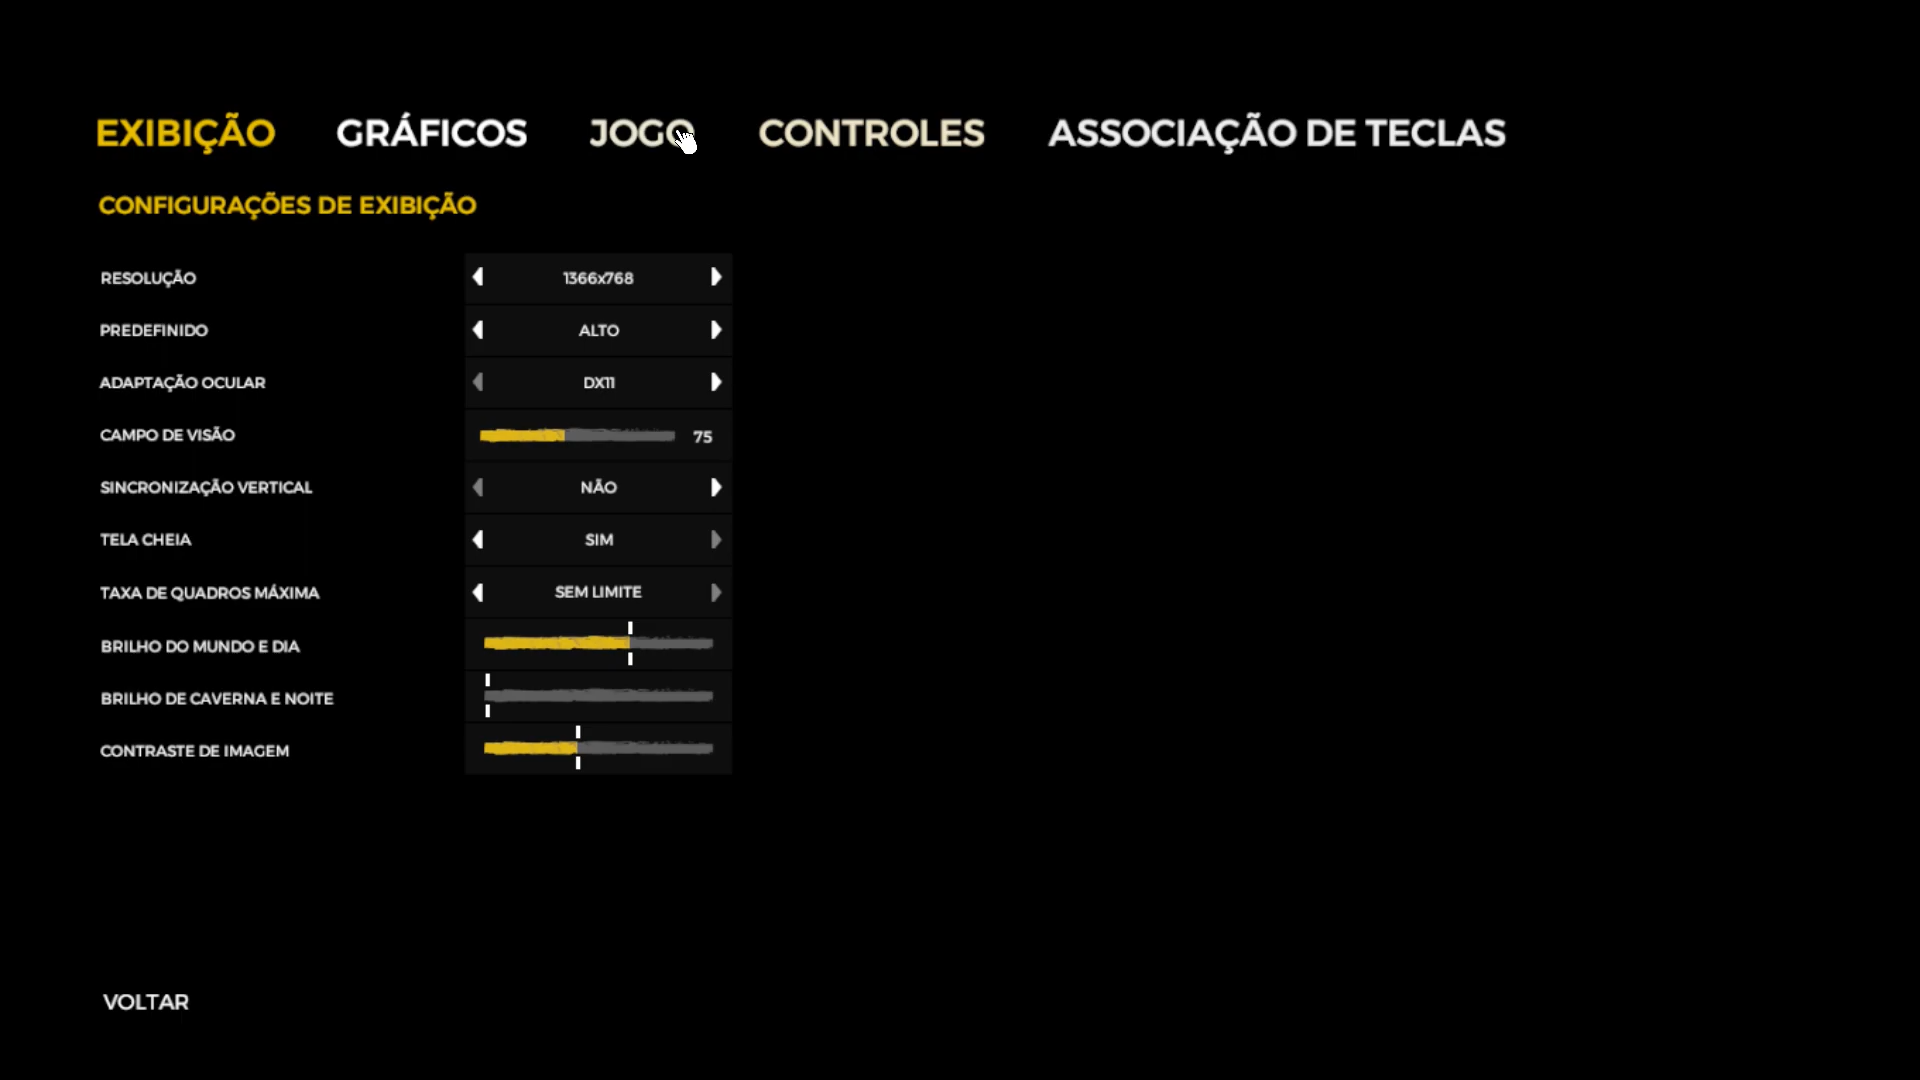 EXIBIÇÃO GRÁFICOS JOGO CONTROLES ASSOCIAÇÃO DE TECLAS
CONFIGURAÇÕES DE EXIBIÇÃO
RESOLUÇÃO 1366x768
PREDEFINIDO ALTO
ADAPTAÇÃO OCULAR DX11
CAMPO DE VISÃO 75
SINCRONIZAÇÃO VERTICAL NÃO
TELA CHEIA SIM
TAXA DE QUADROS MÁXIMA SEM LIMITE
BRILHO DO MUNDO E DIA
BRILHO DE CAVERNA E NOITE
CONTRASTE DE IMAGEM
VOLTAR